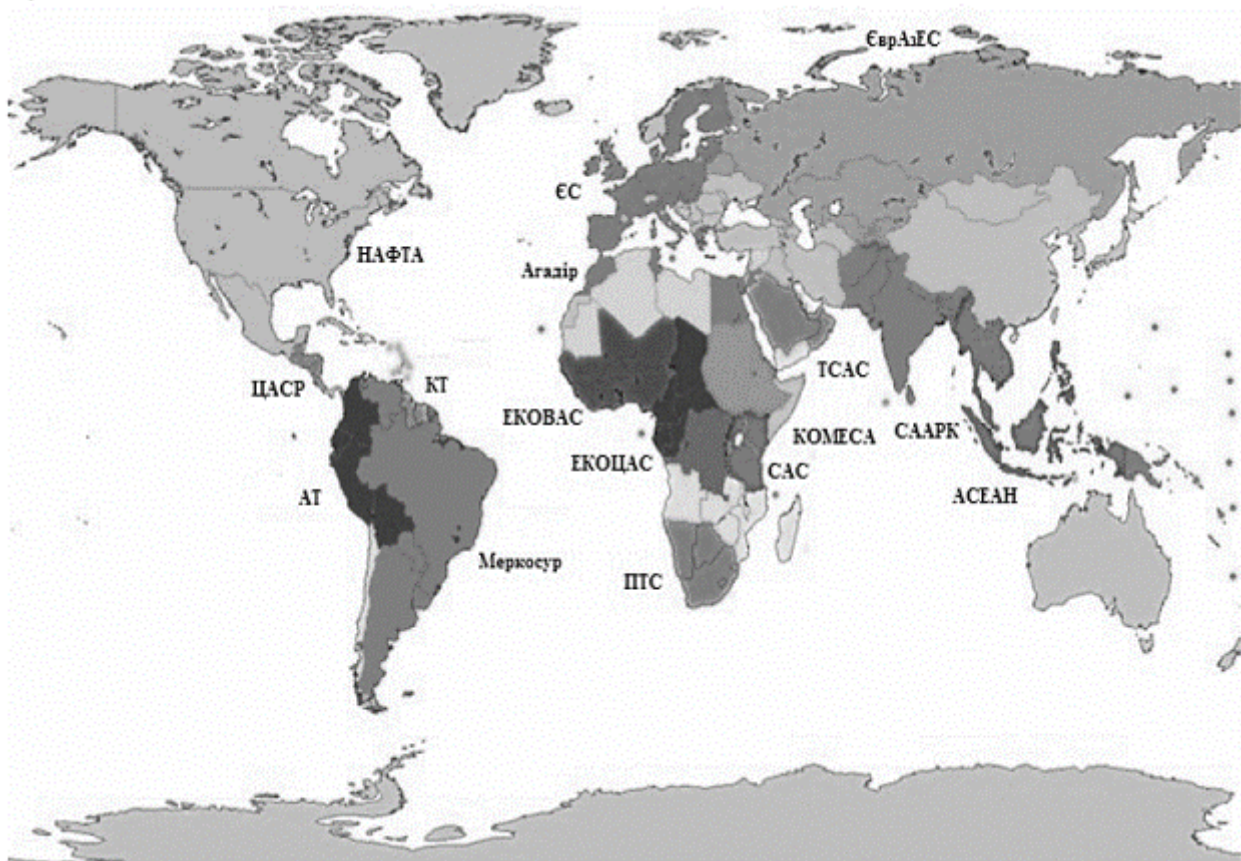 ЄврАзЕС
ЄС
НАФТА
Агадір
ЦАСР
КТ
ТСАС
ЕКОВАС
КОМЕСА
СААРК
ЕКОЦАС
САС
АСЕАН
АТ
Меркосур
ПТС